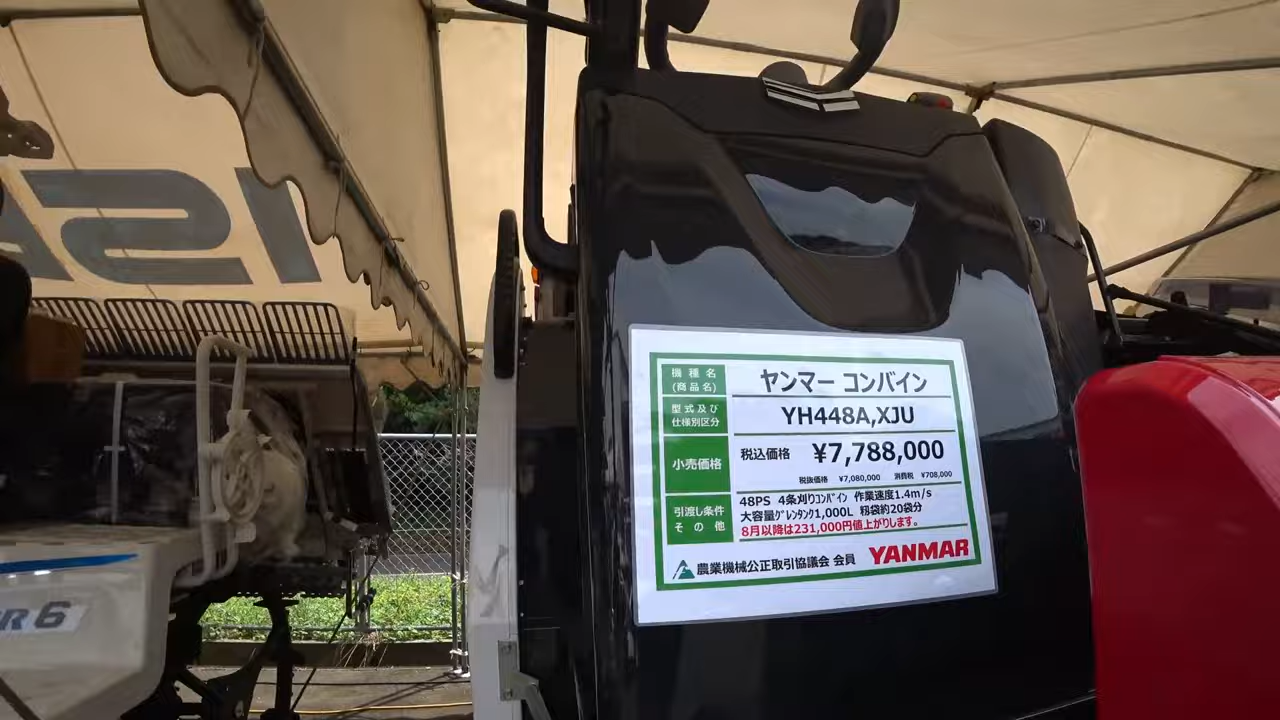 機種名
(商品名)
ヤンマー コンバイン
型式及び
仕様別区分
YH448A,XJU
小売価格
税込価格 ¥7,788,000
税抜価格 ¥7,080,000 消費税 ¥708,000
引渡し条件
その他
48PS 4条刈りｺﾝﾊﾞｲﾝ 作業速度1.4m/s
大容量ｸﾞﾚﾝﾀﾝｸ1,000L 籾袋約20袋分
8月以降は231,000円値上がりします。
農業機械公正取引協議会 会員
YANMAR
R6